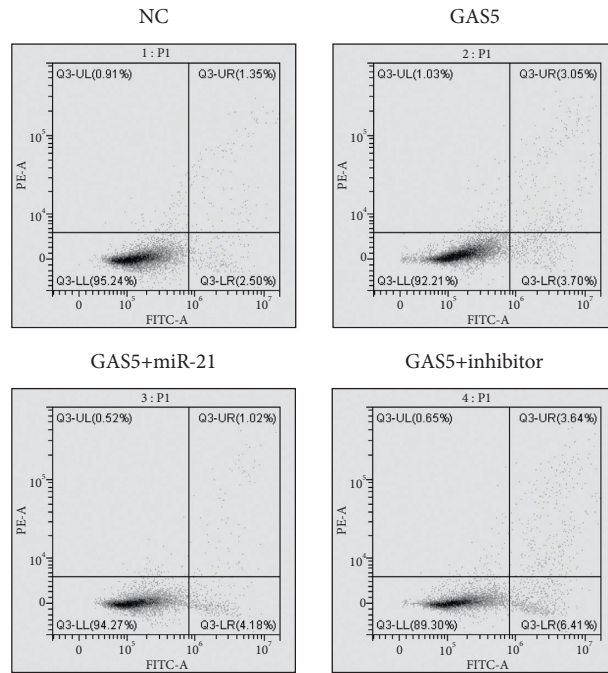 NC
GAS5
1 : P1
2 : P1
Q3-UL(0.91%) Q3-UR(1.35%)
Q3-UL(1.03%) Q3-UR(3.05%)
PE-A
10^5
10^4
0
PE-A
10^5
10^4
0
Q3-LL(95.24%) Q3-LR(2.50%)
Q3-LL(92.21%) Q3-LR(3.70%)
0 10^5 10^6 10^7
0 10^5 10^6 10^7
FITC-A
FITC-A
GAS5+miR-21
GAS5+inhibitor
3 : P1
4 : P1
Q3-UL(0.52%) Q3-UR(1.02%)
Q3-UL(0.65%) Q3-UR(3.64%)
PE-A
10^5
10^4
0
PE-A
10^5
10^4
0
Q3-LL(94.27%) Q3-LR(4.18%)
Q3-LL(89.30%) Q3-LR(6.41%)
0 10^5 10^6 10^7
0 10^5 10^6 10^7
FITC-A
FITC-A